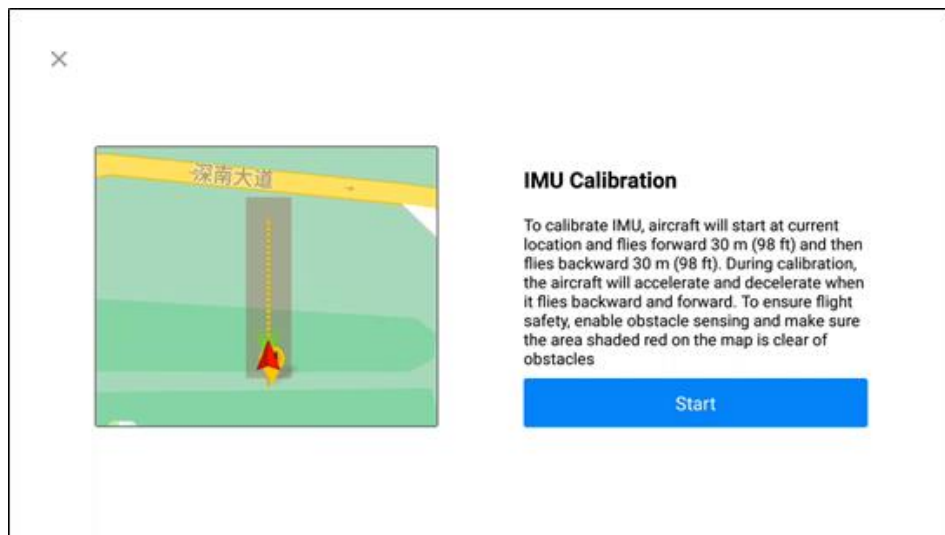 深南大道
IMU Calibration
To calibrate IMU, aircraft will start at current
location and flies forward 30 m (98 ft) and then
flies backward 30 m (98 ft). During calibration,
the aircraft will accelerate and decelerate when
it flies backward and forward. To ensure flight
safety, enable obstacle sensing and make sure
the area shaded red on the map is clear of
obstacles
Start